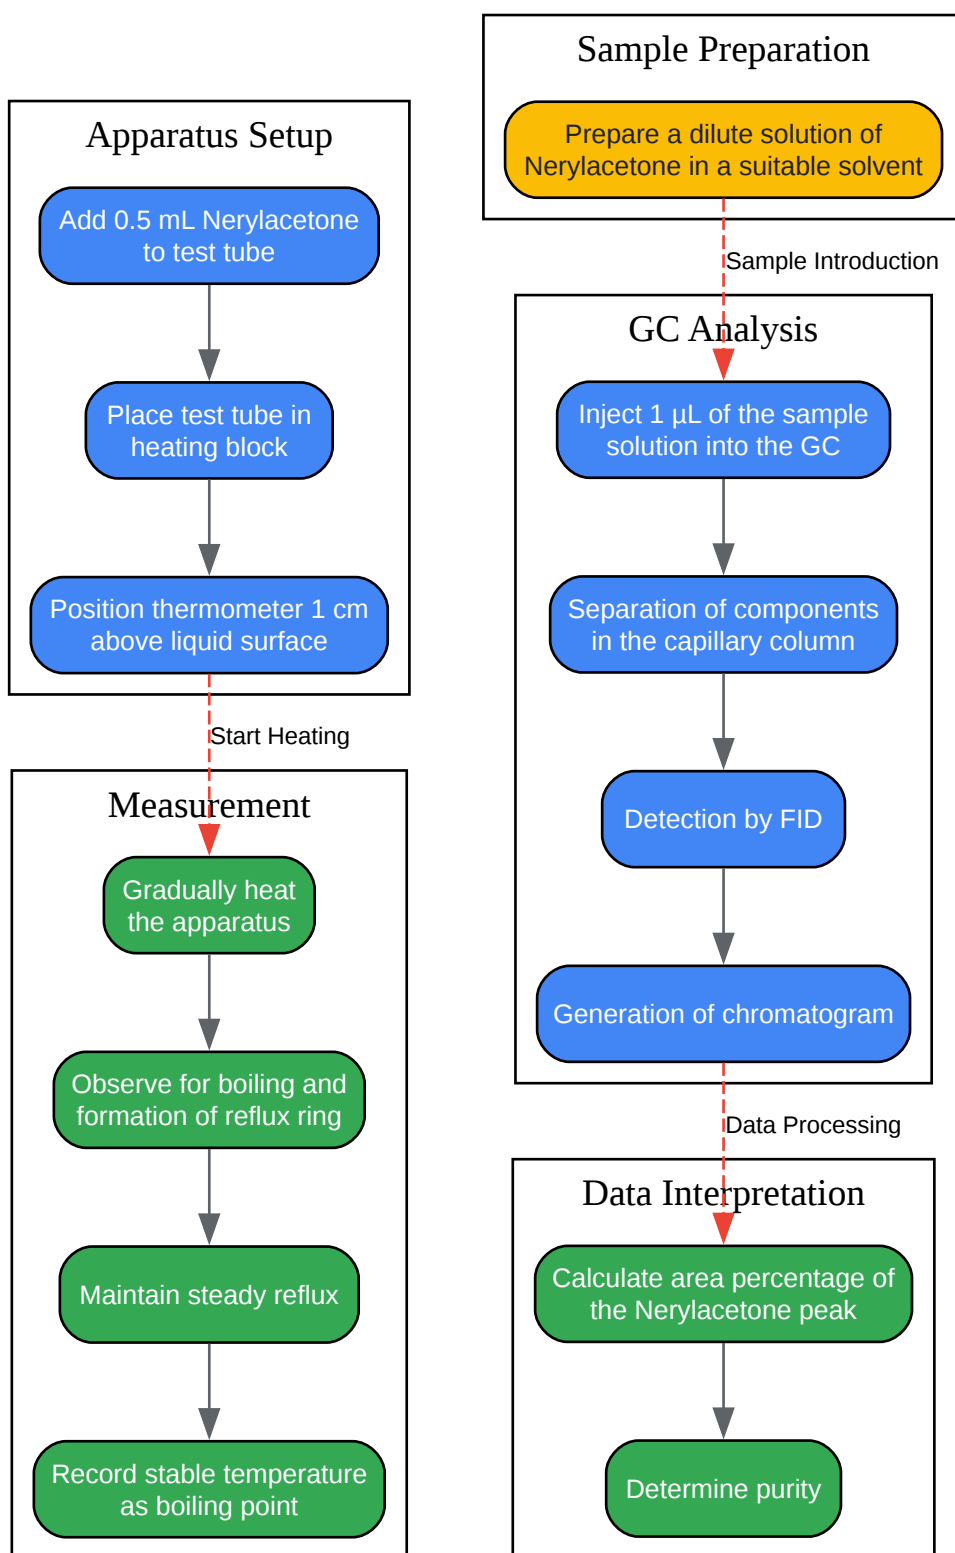 Apparatus Setup
Add 0.5 mL Nerylacetone
to test tube
Place test tube in
heating block
Position thermometer 1 cm
above liquid surface
Start Heating
Measurement
Gradually heat
the apparatus
Observe for boiling and
formation of reflux ring
Maintain steady reflux
Record stable temperature
as boiling point
Sample Preparation
Prepare a dilute solution of
Nerylacetone in a suitable solvent
Sample Introduction
GC Analysis
Inject 1 µL of the sample
solution into the GC
Separation of components
in the capillary column
Detection by FID
Generation of chromatogram
Data Processing
Data Interpretation
Calculate area percentage of
the Nerylacetone peak
Determine purity